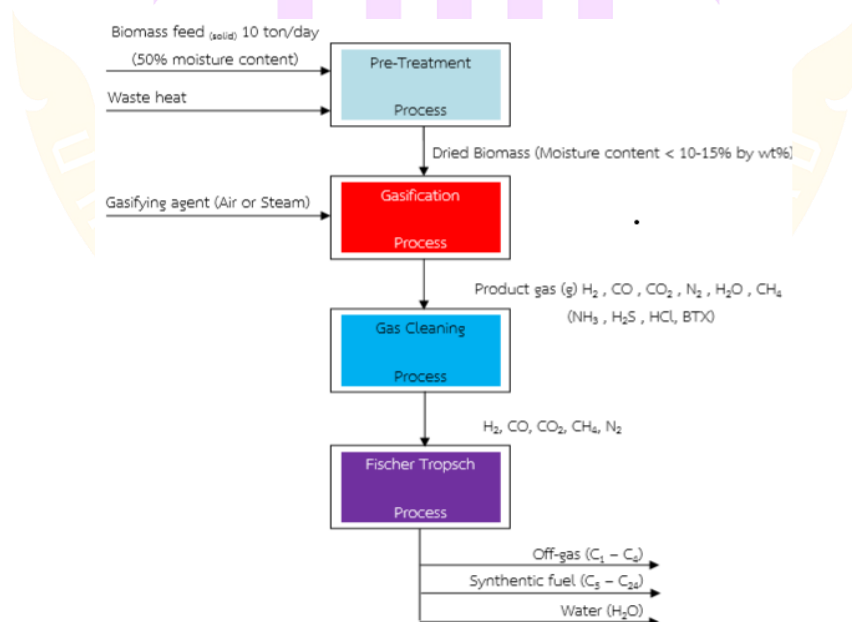 Biomass feed (solid) 10 ton/day
(50% moisture content)
Waste heat
Pre-Treatment
Process
Dried Biomass (Moisture content < 10-15% by wt%)
Gasifying agent (Air or Steam)
Gasification
Process
Product gas (g) H₂ , CO , CO₂ , N₂ , H₂O , CH₄
(NH₃ , H₂S , HCl, BTX)
Gas Cleaning
Process
H₂, CO, CO₂, CH₄, N₂
Fischer Tropsch
Process
Off-gas (C₁ – C₄)
Synthentic fuel (C₅ – C₂₄)
Water (H₂O)